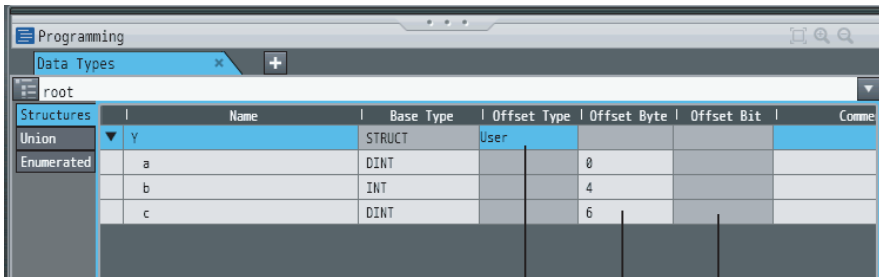 Programming
Data Types × +
root
Structures Name Base Type Offset Type Offset Byte Offset Bit Comme
Union Y STRUCT User
Enumerated a DINT 0
b INT 4
c DINT 6